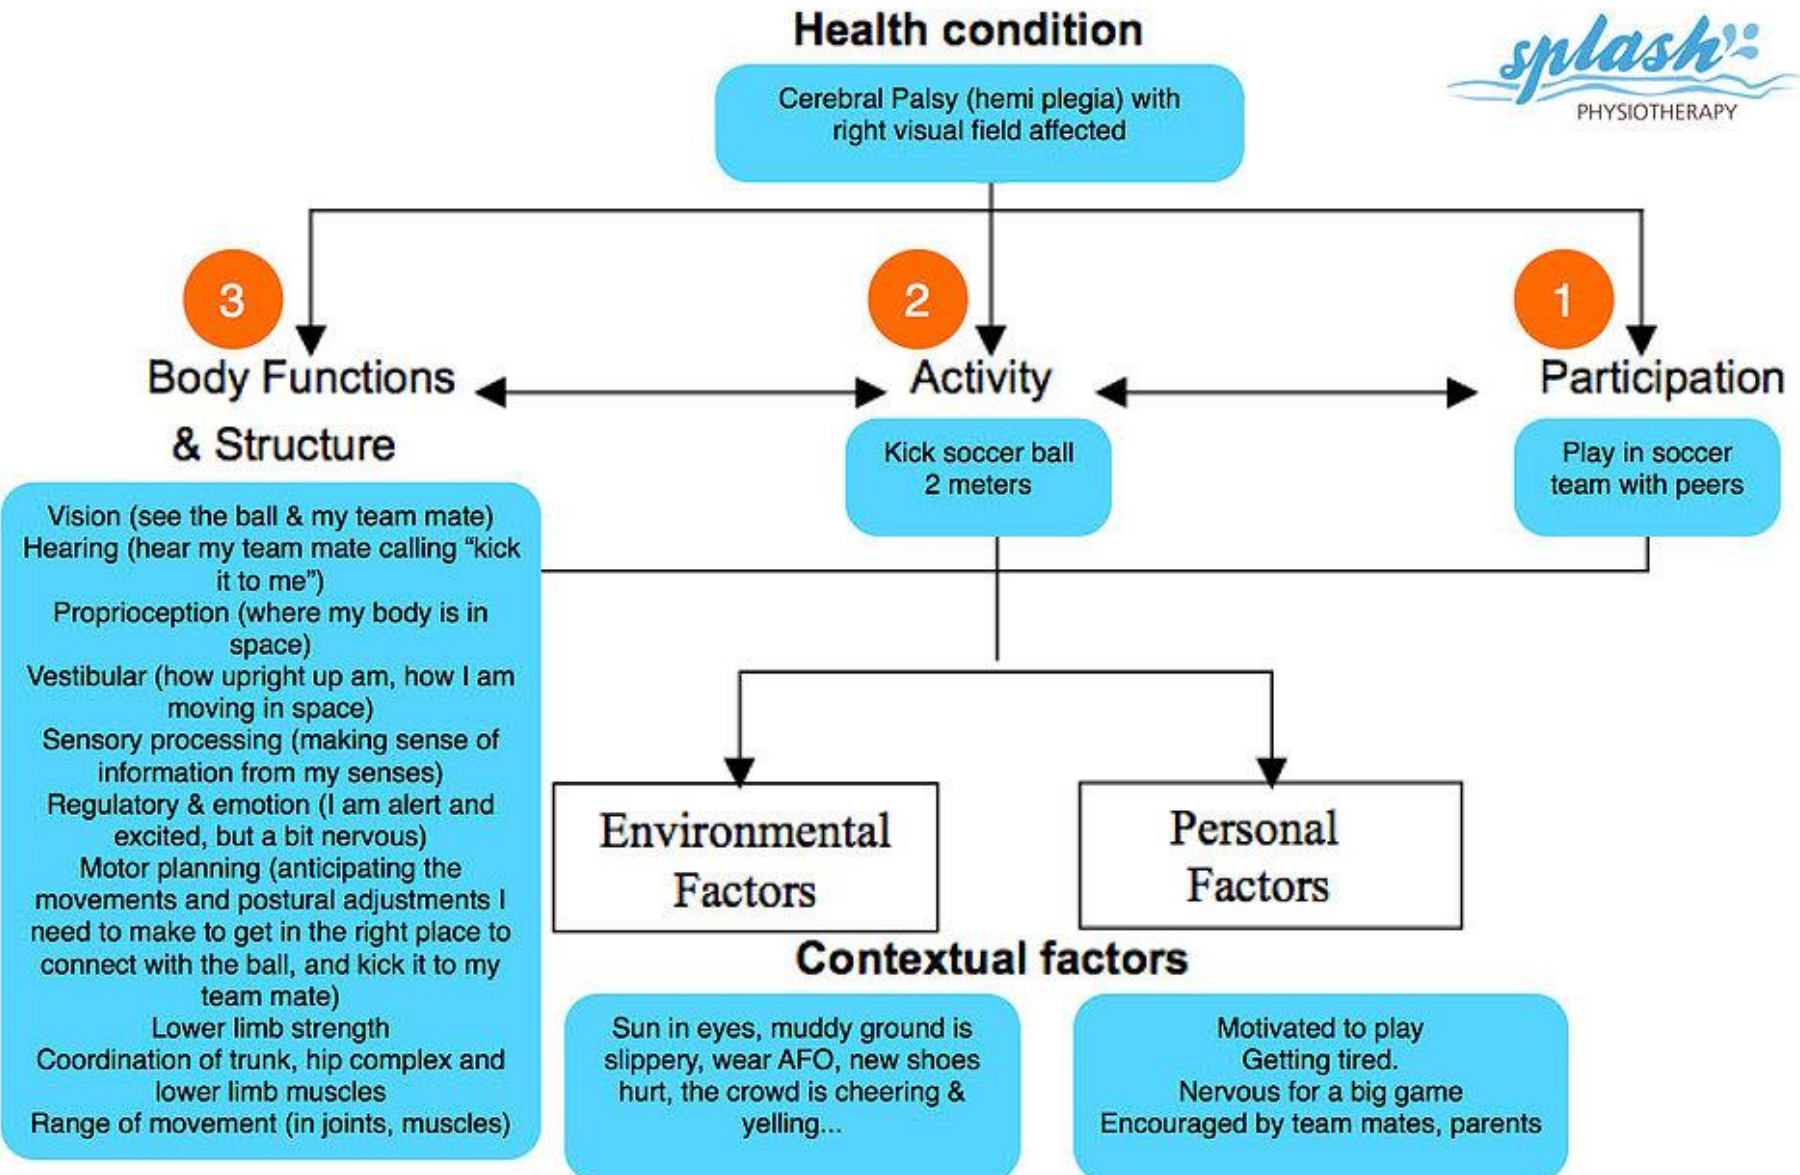 Health condition
splash
PHYSIOTHERAPY
Cerebral Palsy (hemi plegia) with
right visual field affected
3
2
1
Body Functions
& Structure
Activity
Participation
Kick soccer ball
2 meters
Play in soccer
team with peers
Vision (see the ball & my team mate)
Hearing (hear my team mate calling “kick
it to me”)
Proprioception (where my body is in
space)
Vestibular (how upright up am, how I am
moving in space)
Sensory processing (making sense of
information from my senses)
Regulatory & emotion (I am alert and
excited, but a bit nervous)
Motor planning (anticipating the
movements and postural adjustments I
need to make to get in the right place to
connect with the ball, and kick it to my
team mate)
Lower limb strength
Coordination of trunk, hip complex and
lower limb muscles
Range of movement (in joints, muscles)
Environmental
Factors
Personal
Factors
Contextual factors
Sun in eyes, muddy ground is
slippery, wear AFO, new shoes
hurt, the crowd is cheering &
yelling...
Motivated to play
Getting tired.
Nervous for a big game
Encouraged by team mates, parents